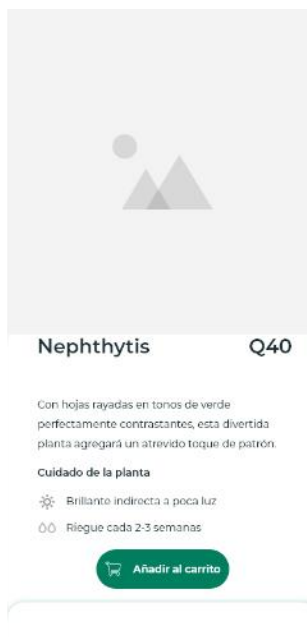 Nephthytis Q40
Con hojas rayadas en tonos de verde
perfectamente contrastantes, esta divertida
planta agregará un atrevido toque de patrón.
Cuidado de la planta
Brillante indirecta a poca luz
Riegue cada 2-3 semanas
Añadir al carrito